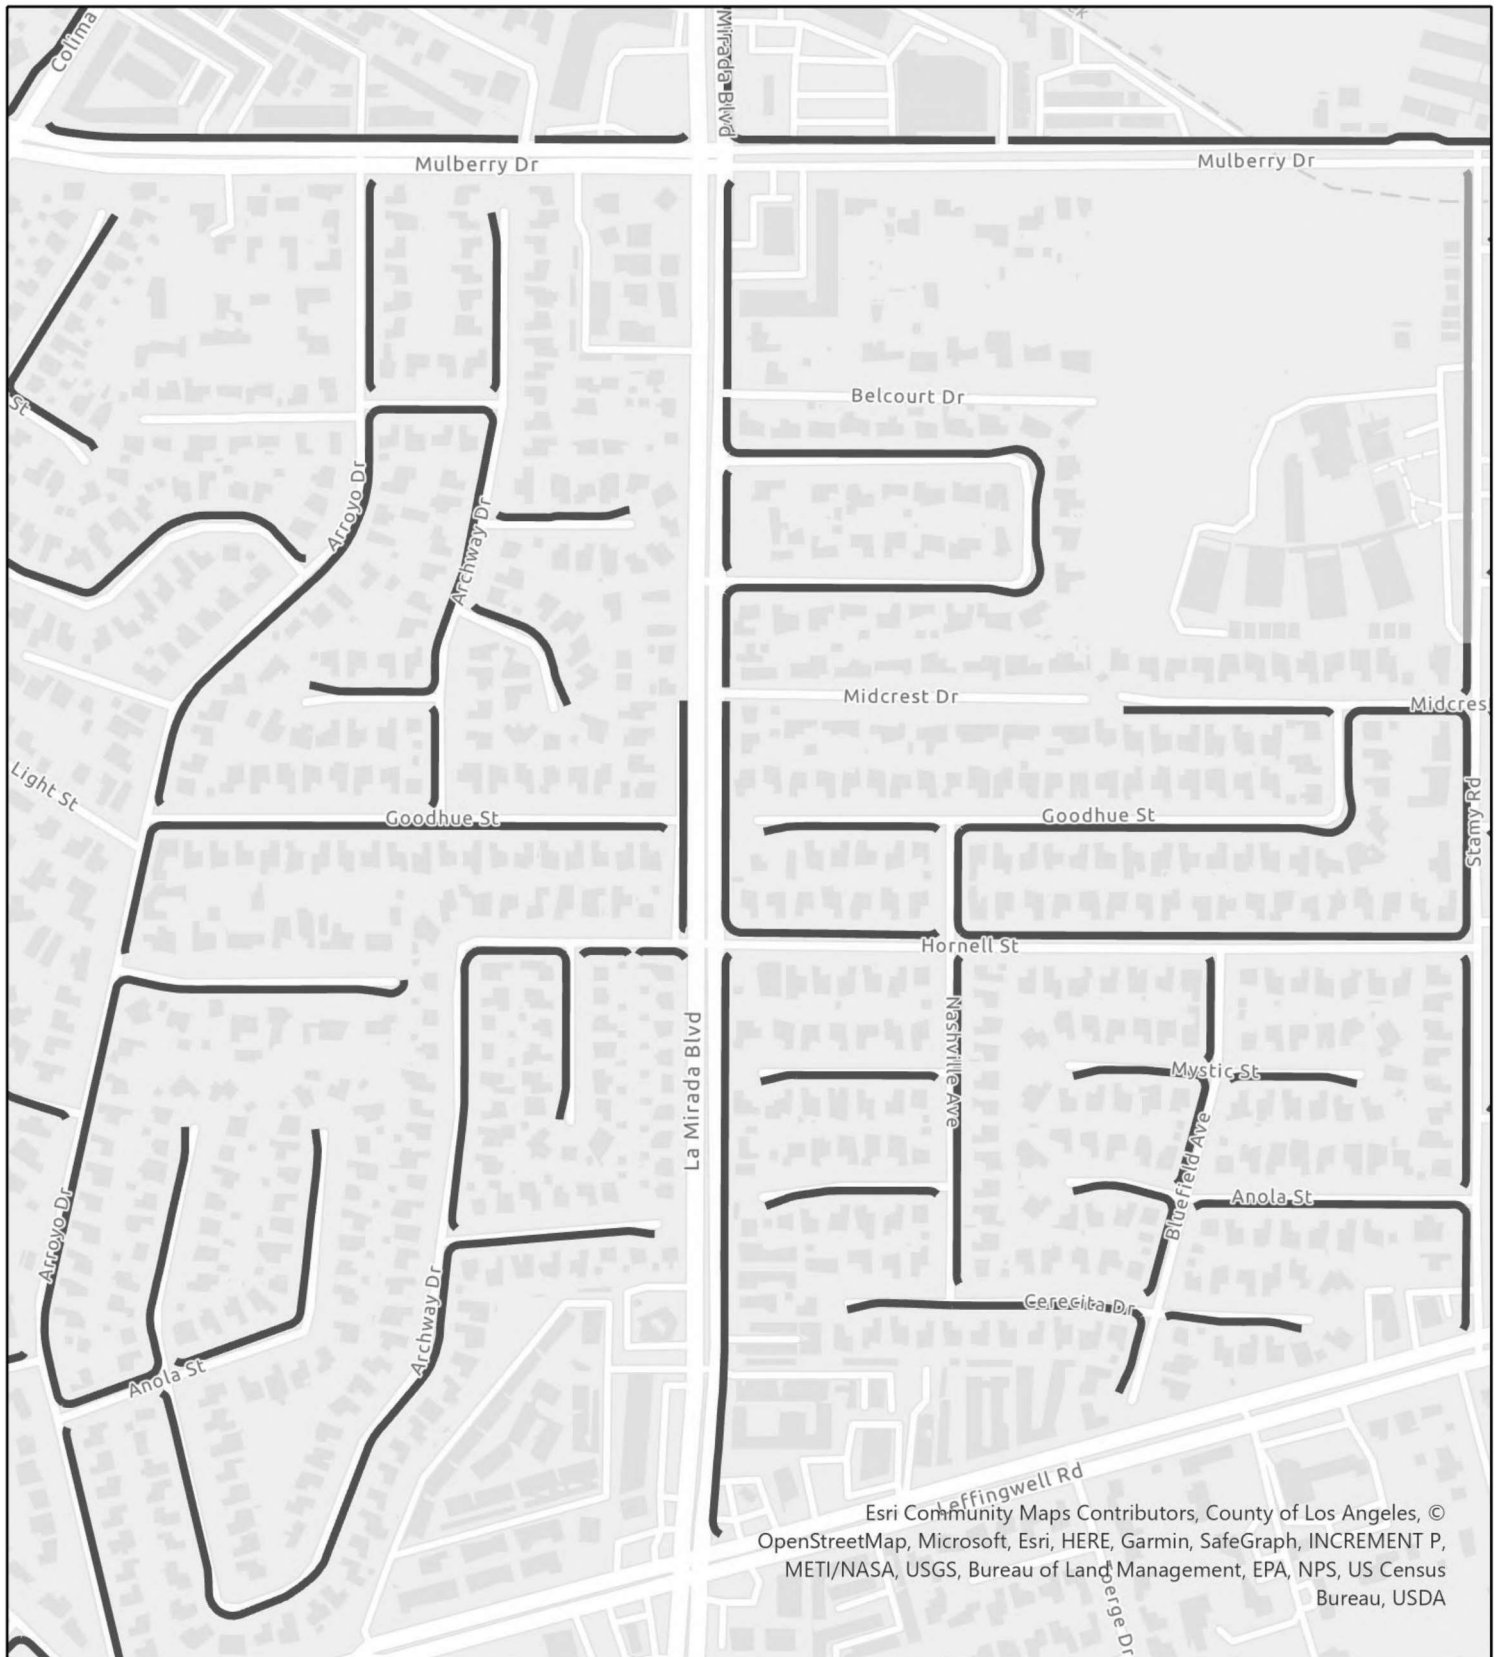 Colima
Mirada Blvd
Mulberry Dr
Mulberry Dr
St
Belcourt Dr
Arroyo Dr
Archway Dr
Midcrest Dr
Midcres
Light St
Goodhue St
Goodhue St
Stamy Rd
Hornell St
Nashville Ave
La Mirada Blvd
Mystic St
Bluefield Ave
Anola St
Arroyo Dr
Archway Dr
Cerecita Dr
Anola St
Leffingwell Rd
Esri Community Maps Contributors, County of Los Angeles, ©
OpenStreetMap, Microsoft, Esri, HERE, Garmin, SafeGraph, INCREMENT P,
METI/NASA, USGS, Bureau of Land Management, EPA, NPS, US Census
Bureau, USDA